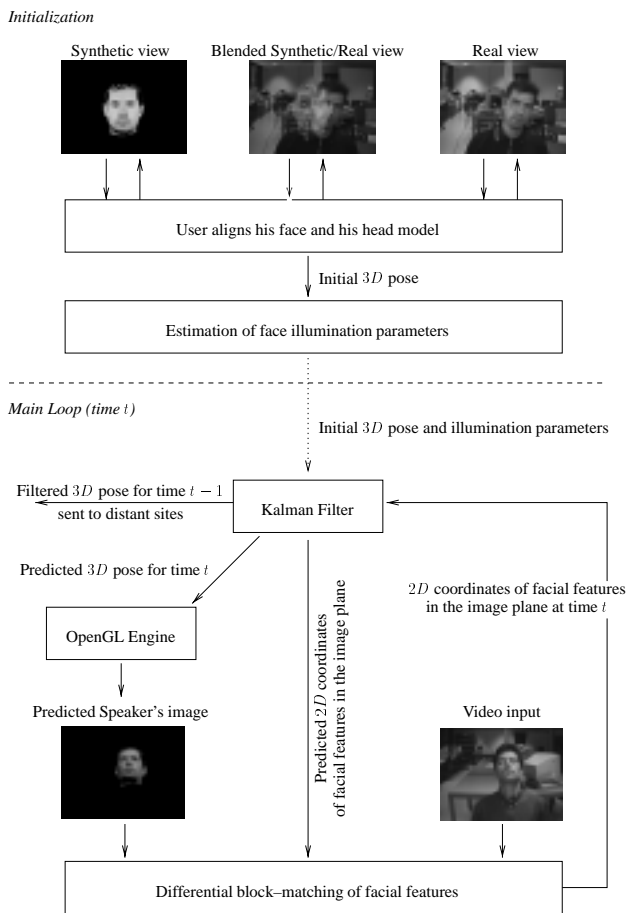 Initialization
Synthetic view
Blended Synthetic/Real view
Real view
User aligns his face and his head model
Initial 3D pose
Estimation of face illumination parameters
Main Loop (time t)
Initial 3D pose and illumination parameters
Filtered 3D pose for time t − 1
sent to distant sites
Kalman Filter
Predicted 3D pose for time t
2D coordinates of facial features
in the image plane at time t
OpenGL Engine
Predicted 2D coordinates
of facial features in the image plane
Predicted Speaker's image
Video input
Differential block–matching of facial features